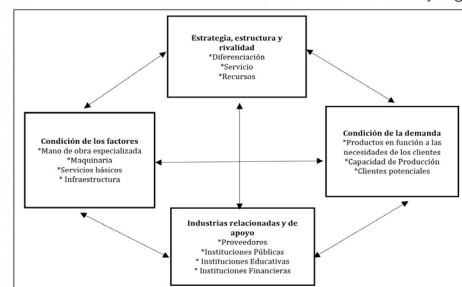 Estrategia, estructura y
rivalidad
*Diferenciación
*Servicio
*Recursos
Condición de los factores
*Mano de obra especializada
*Maquinaria
*Servicios básicos
* Infraestructura
Condición de la demanda
*Productos en función a las
necesidades de los clientes
*Capacidad de Producción
*Clientes potenciales
Industrias relacionadas y de
apoyo
*Proveedores
*Instituciones Públicas
* Instituciones Educativas
* Instituciones Financieras